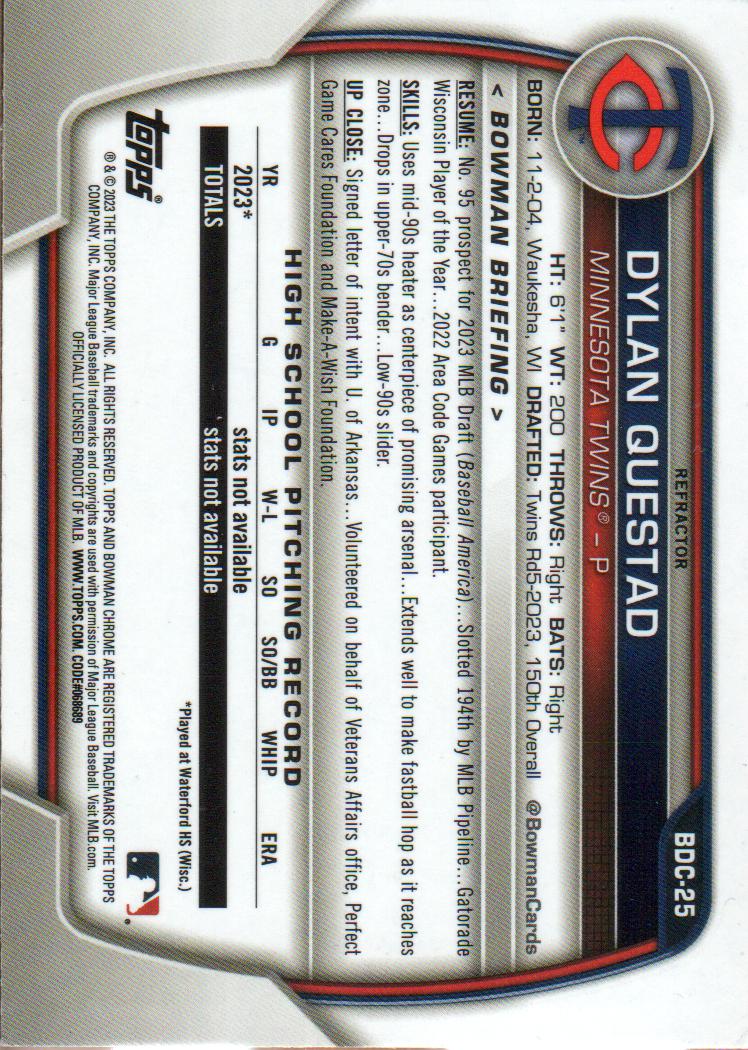 REFRACTOR
BDC-25
DYLAN QUESTAD
MINNESOTA TWINS® – P
TC
HT: 6'1" WT: 200 THROWS: Right BATS: Right
BORN: 11-2-04, Waukesha, WI DRAFTED: Twins Rd5-2023, 150th Overall @BowmanCards
< BOWMAN BRIEFING >
RESUME: No. 95 prospect for 2023 MLB Draft (Baseball America)...Slotted 194th by MLB Pipeline...Gatorade
Wisconsin Player of the Year...2022 Area Code Games participant.
SKILLS: Uses mid-90s heater as centerpiece of promising arsenal...Extends well to make fastball hop as it reaches
zone...Drops in upper-70s bender...Low-90s slider.
UP CLOSE: Signed letter of intent with U. of Arkansas...Volunteered on behalf of Veterans Affairs office, Perfect
Game Cares Foundation and Make-A-Wish Foundation.
HIGH SCHOOL PITCHING RECORD
YR G IP W-L SO SO/BB WHIP ERA
2023* stats not available
TOTALS stats not available
*Played at Waterford HS (Wisc.)
topps®
® & © 2023 THE TOPPS COMPANY, INC. ALL RIGHTS RESERVED. TOPPS AND BOWMAN CHROME ARE REGISTERED TRADEMARKS OF THE TOPPS
COMPANY, INC. Major League Baseball trademarks and copyrights are used with permission of Major League Baseball. Visit MLB.com.
OFFICIALLY LICENSED PRODUCT OF MLB. WWW.TOPPS.COM. CODE#068689